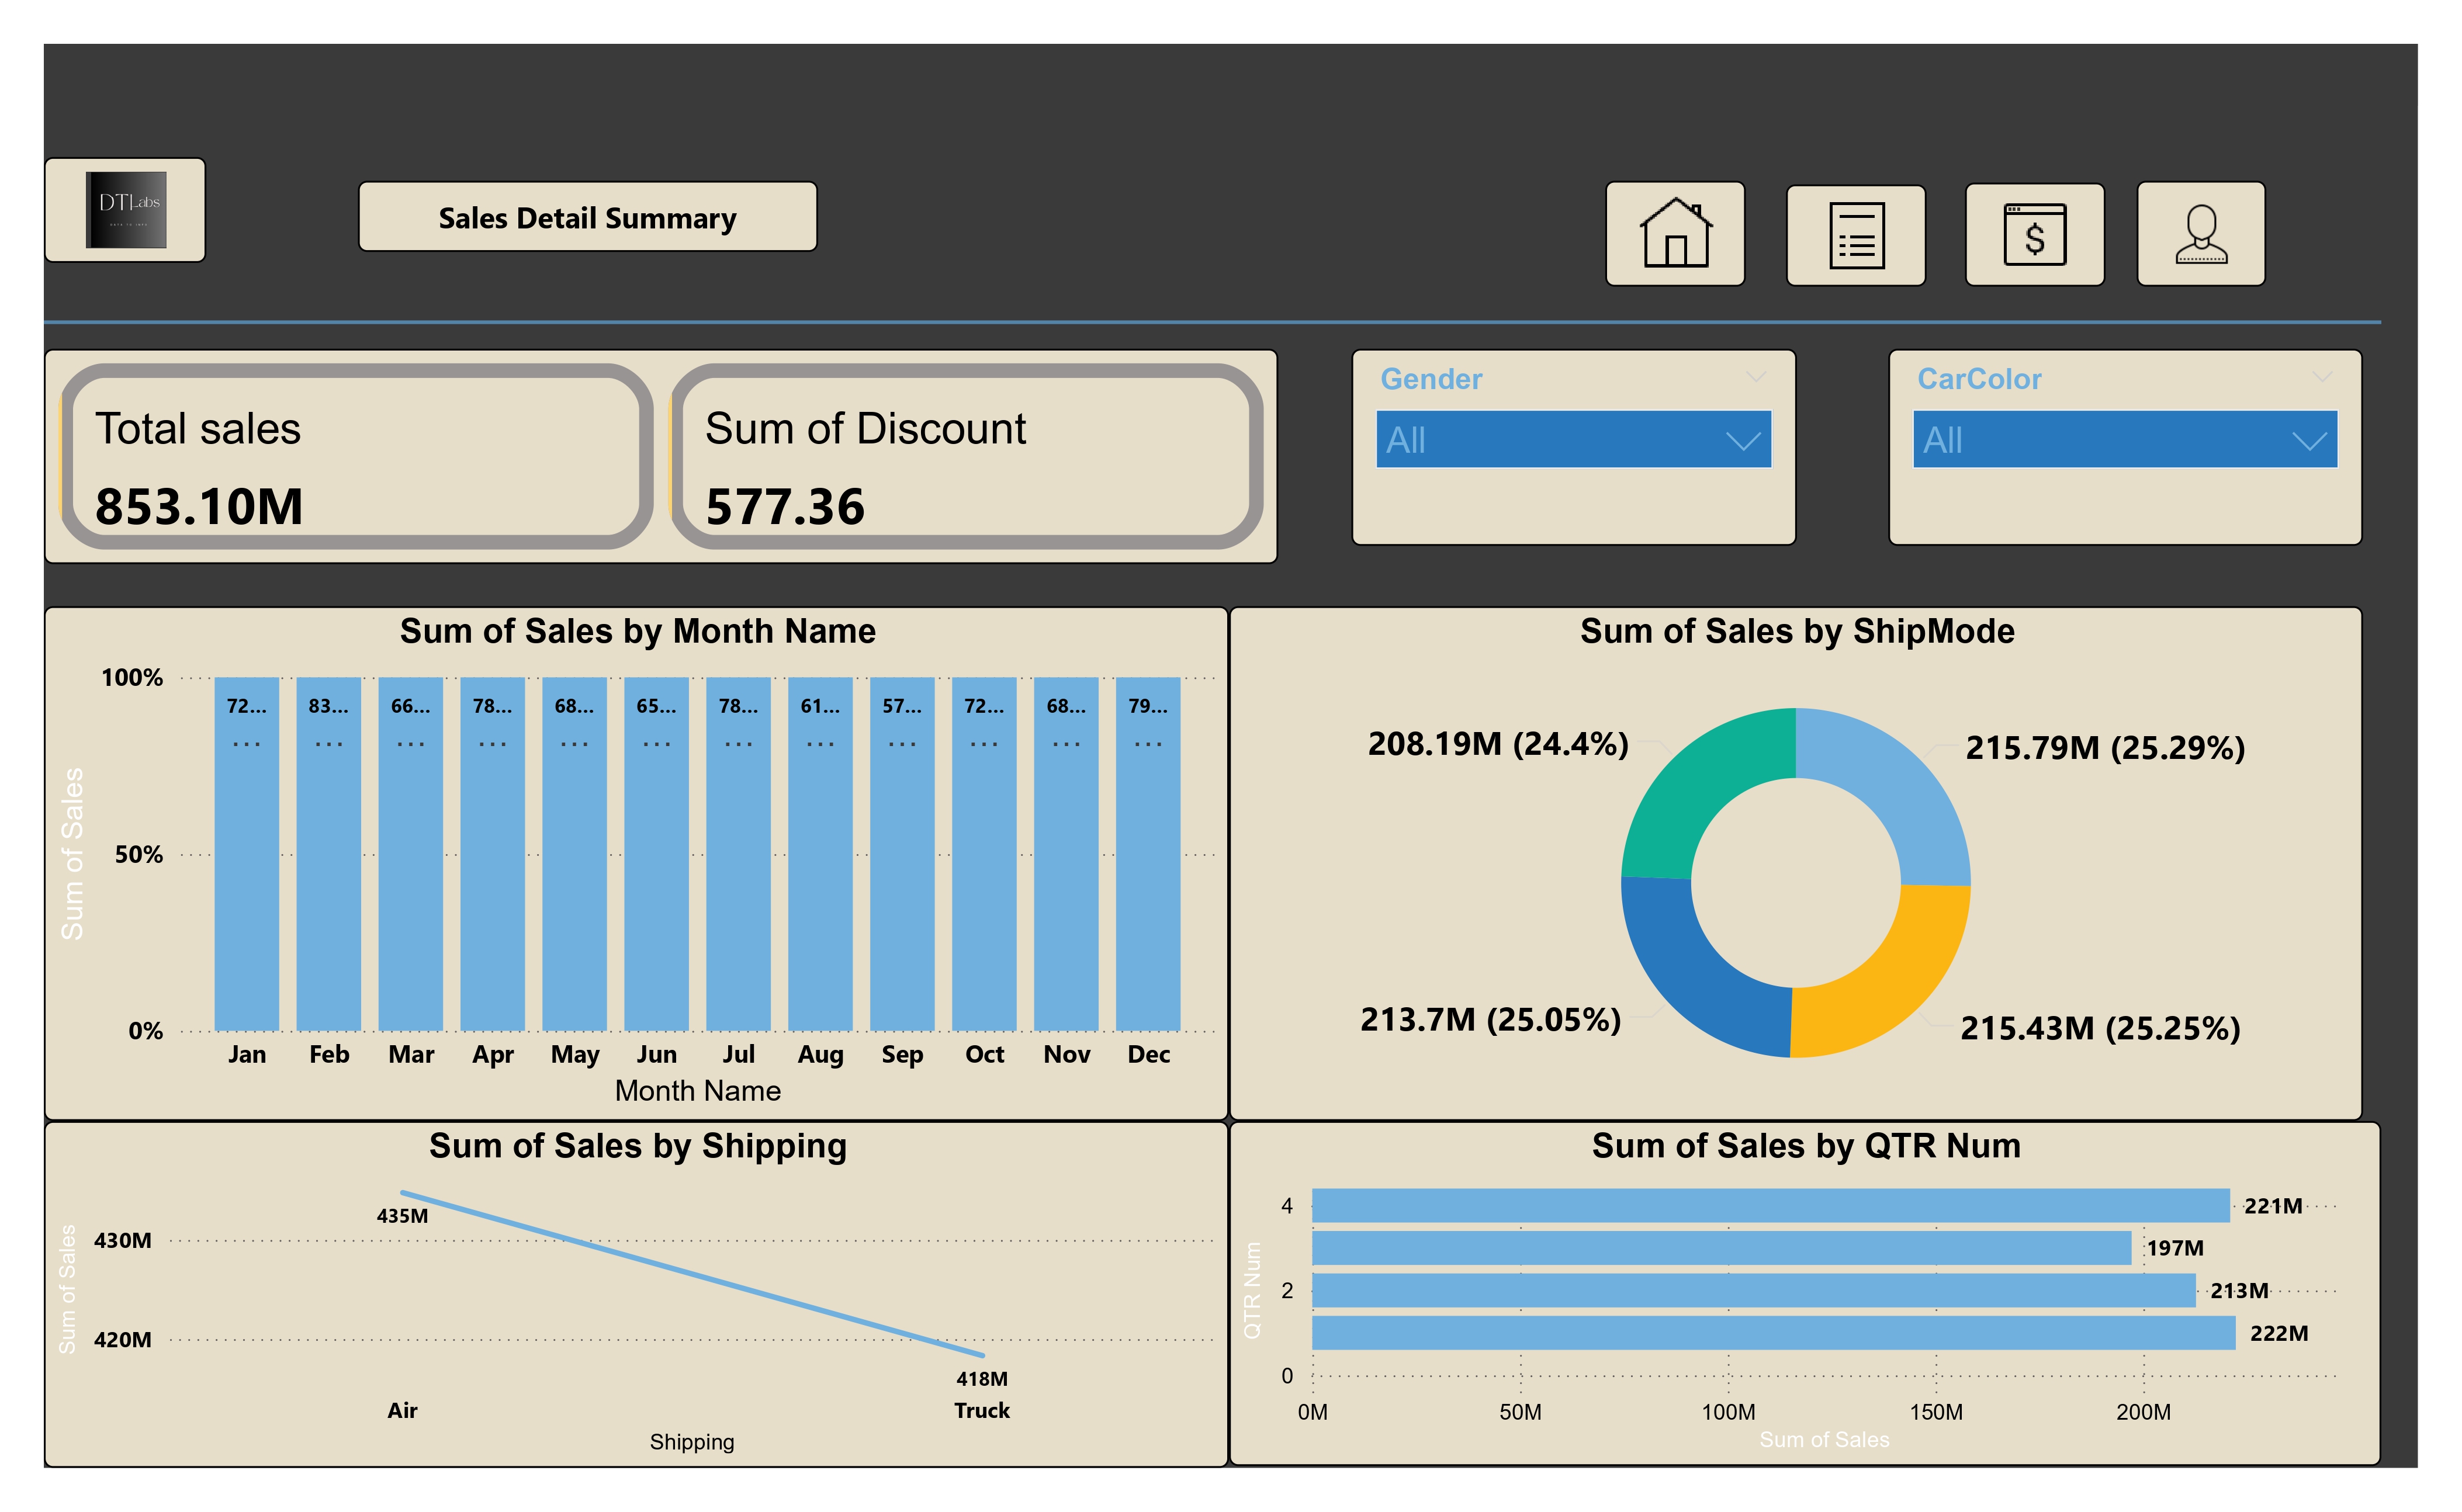 DTLabs
Sales Detail Summary
$
Total sales
853.10M
Sum of Discount
577.36
Gender
All
CarColor
All
Sum of Sales by Month Name
Sum of Sales
100%
50%
0%
72... 83... 66... 78... 68... 65... 78... 61... 57... 72... 68... 79...
... ... ... ... ... ... ... ... ... ... ... ...
Jan Feb Mar Apr May Jun Jul Aug Sep Oct Nov Dec
Month Name
Sum of Sales by ShipMode
208.19M (24.4%)
215.79M (25.29%)
213.7M (25.05%)
215.43M (25.25%)
Sum of Sales by Shipping
Sum of Sales
430M
420M
435M
418M
Air Truck
Shipping
Sum of Sales by QTR Num
QTR Num
4 221M
197M
2 213M
222M
0
0M 50M 100M 150M 200M
Sum of Sales